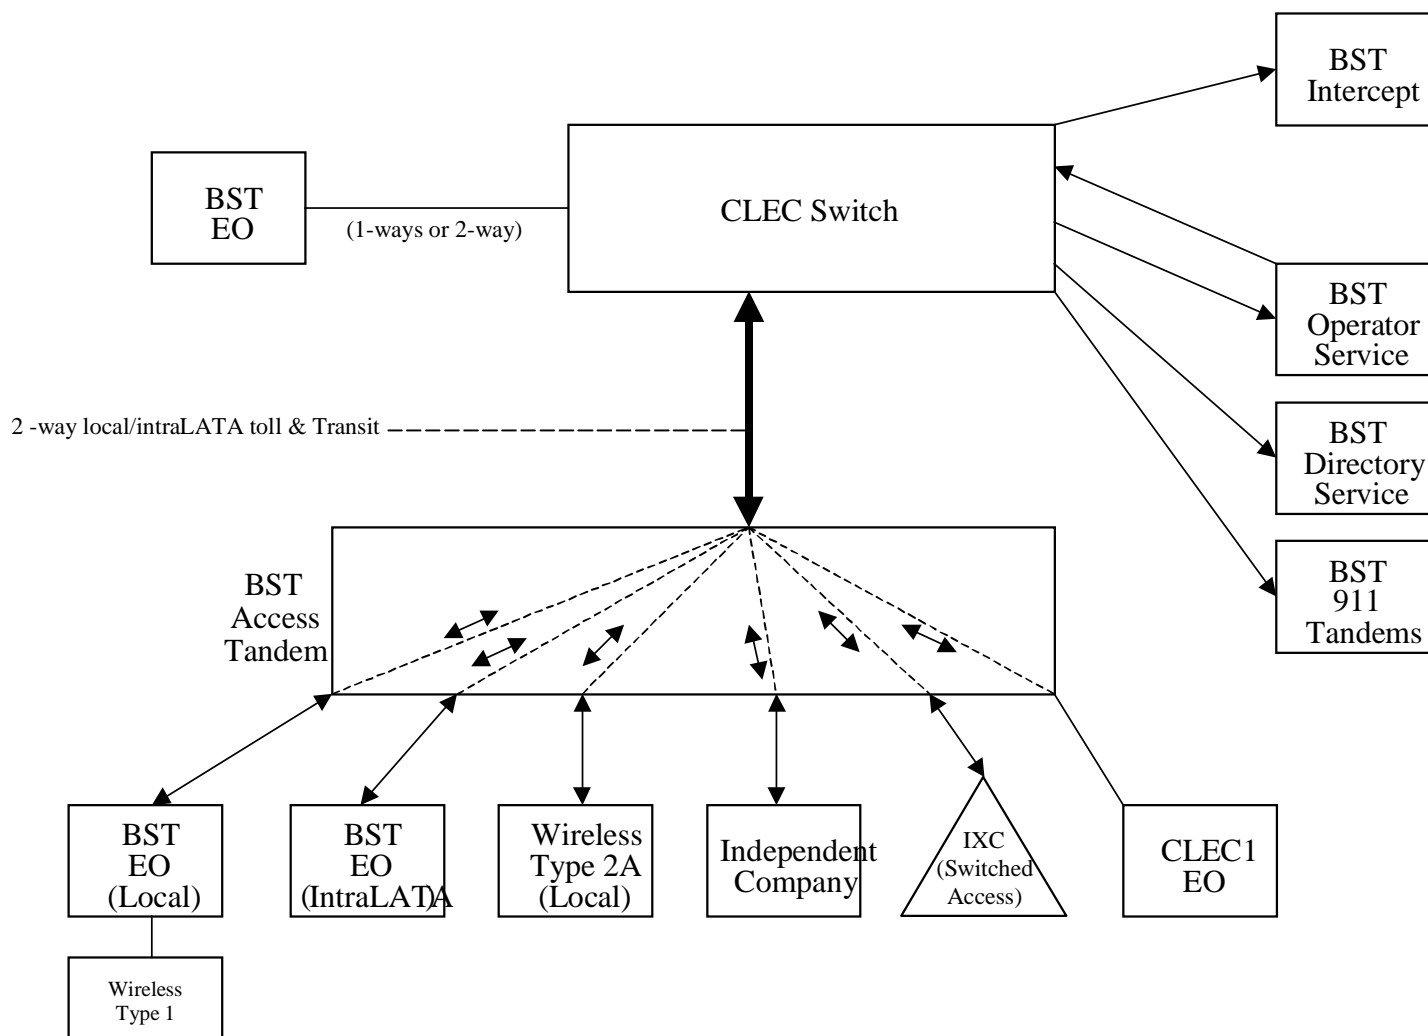 BST
Intercept
BST
EO
(1-ways or 2-way)
CLEC Switch
BST
Operator
Service
2 -way local/intraLATA toll & Transit
BST
Directory
Service
BST
Access
Tandem
BST
911
Tandems
BST
EO
(Local)
BST
EO
(IntraLATA)
Wireless
Type 2A
(Local)
Independent
Company
IXC
(Switched
Access)
CLEC1
EO
Wireless
Type 1